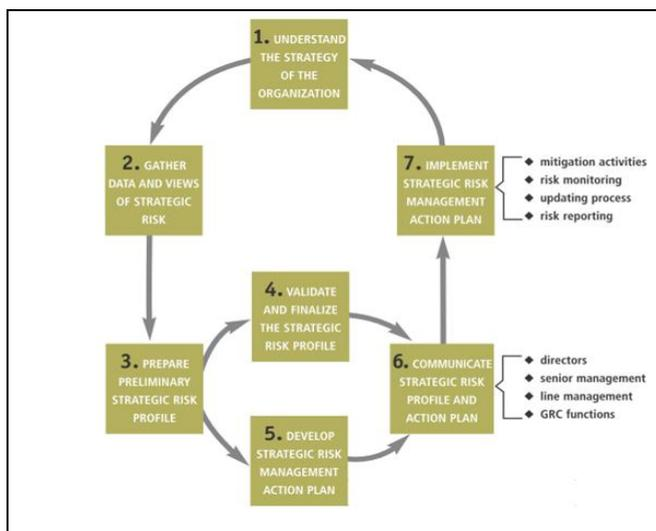 1. UNDERSTAND
THE STRATEGY
OF THE
ORGANIZATION
2. GATHER
DATA AND VIEWS
OF STRATEGIC
RISK
3. PREPARE
PRELIMINARY
STRATEGIC RISK
PROFILE
4. VALIDATE
AND FINALIZE
THE STRATEGIC
RISK PROFILE
5. DEVELOP
STRATEGIC RISK
MANAGEMENT
ACTION PLAN
6. COMMUNICATE
STRATEGIC RISK
PROFILE AND
ACTION PLAN
◆ directors
◆ senior management
◆ line management
◆ GRC functions
7. IMPLEMENT
STRATEGIC RISK
MANAGEMENT
ACTION PLAN
◆ mitigation activities
◆ risk monitoring
◆ updating process
◆ risk reporting